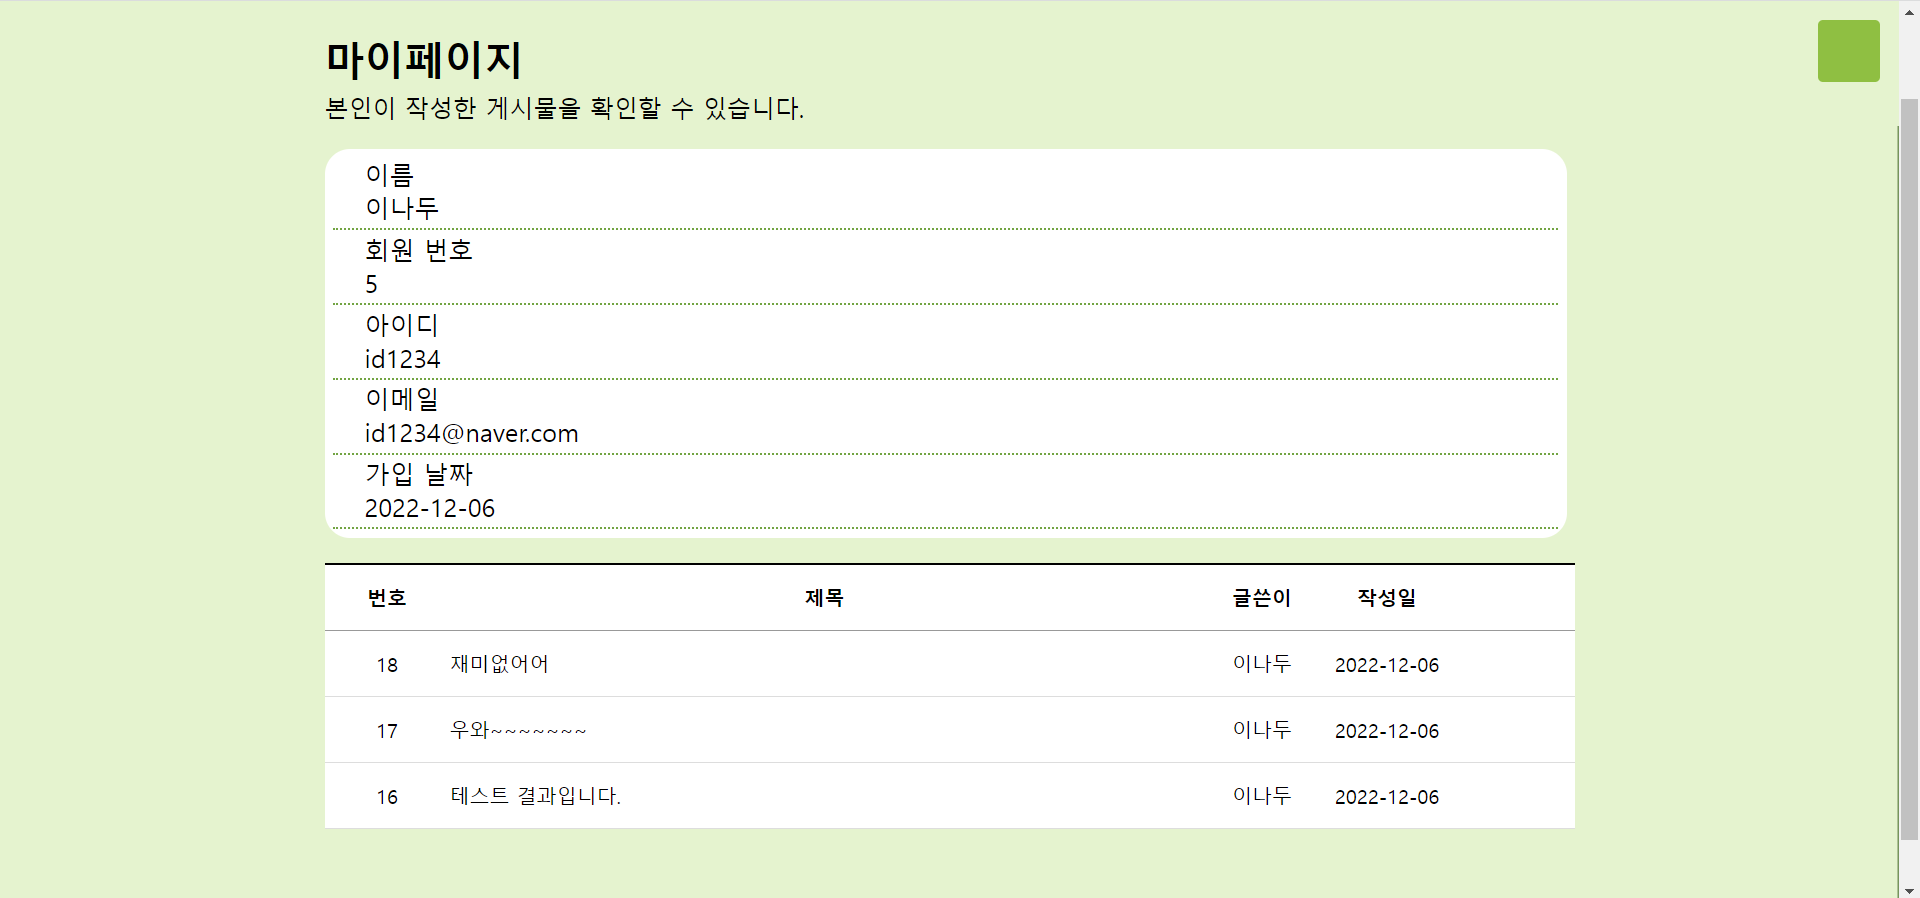 마이페이지
본인이 작성한 게시물을 확인할 수 있습니다.
이름
이나두
회원 번호
5
아이디
id1234
이메일
id1234@naver.com
가입 날짜
2022-12-06
번호 제목 글쓴이 작성일
18 재미없어어 이나두 2022-12-06
17 우와~~~~~~~ 이나두 2022-12-06
16 테스트 결과입니다. 이나두 2022-12-06